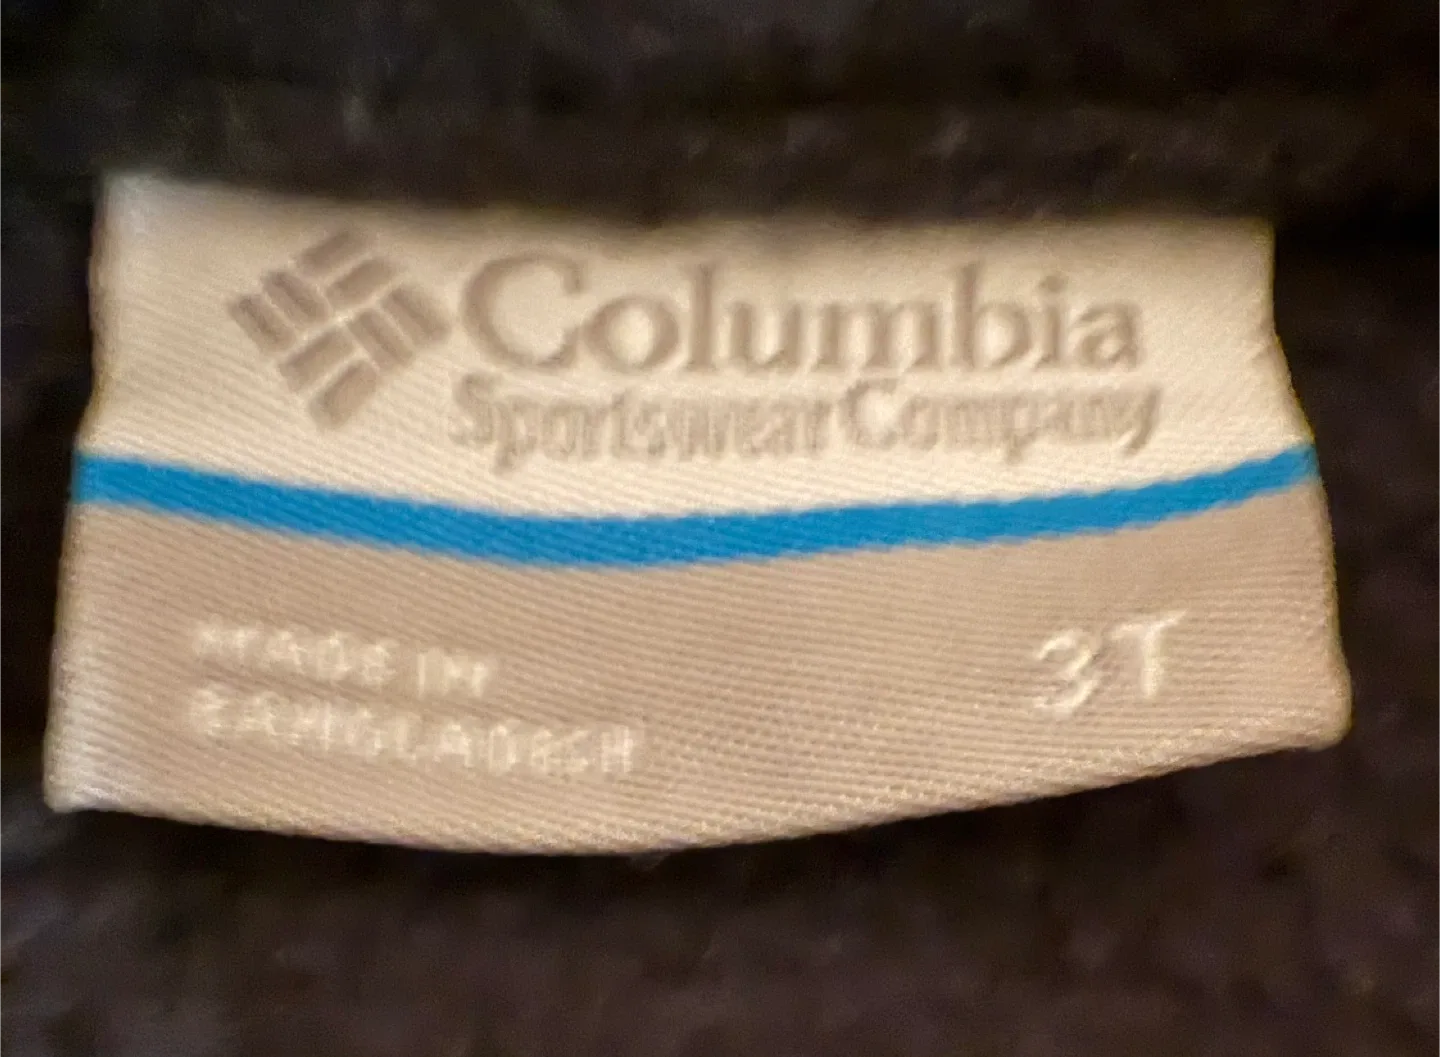 Columbia
Sportswear Company
MADE IN
BANGLADESH
3T